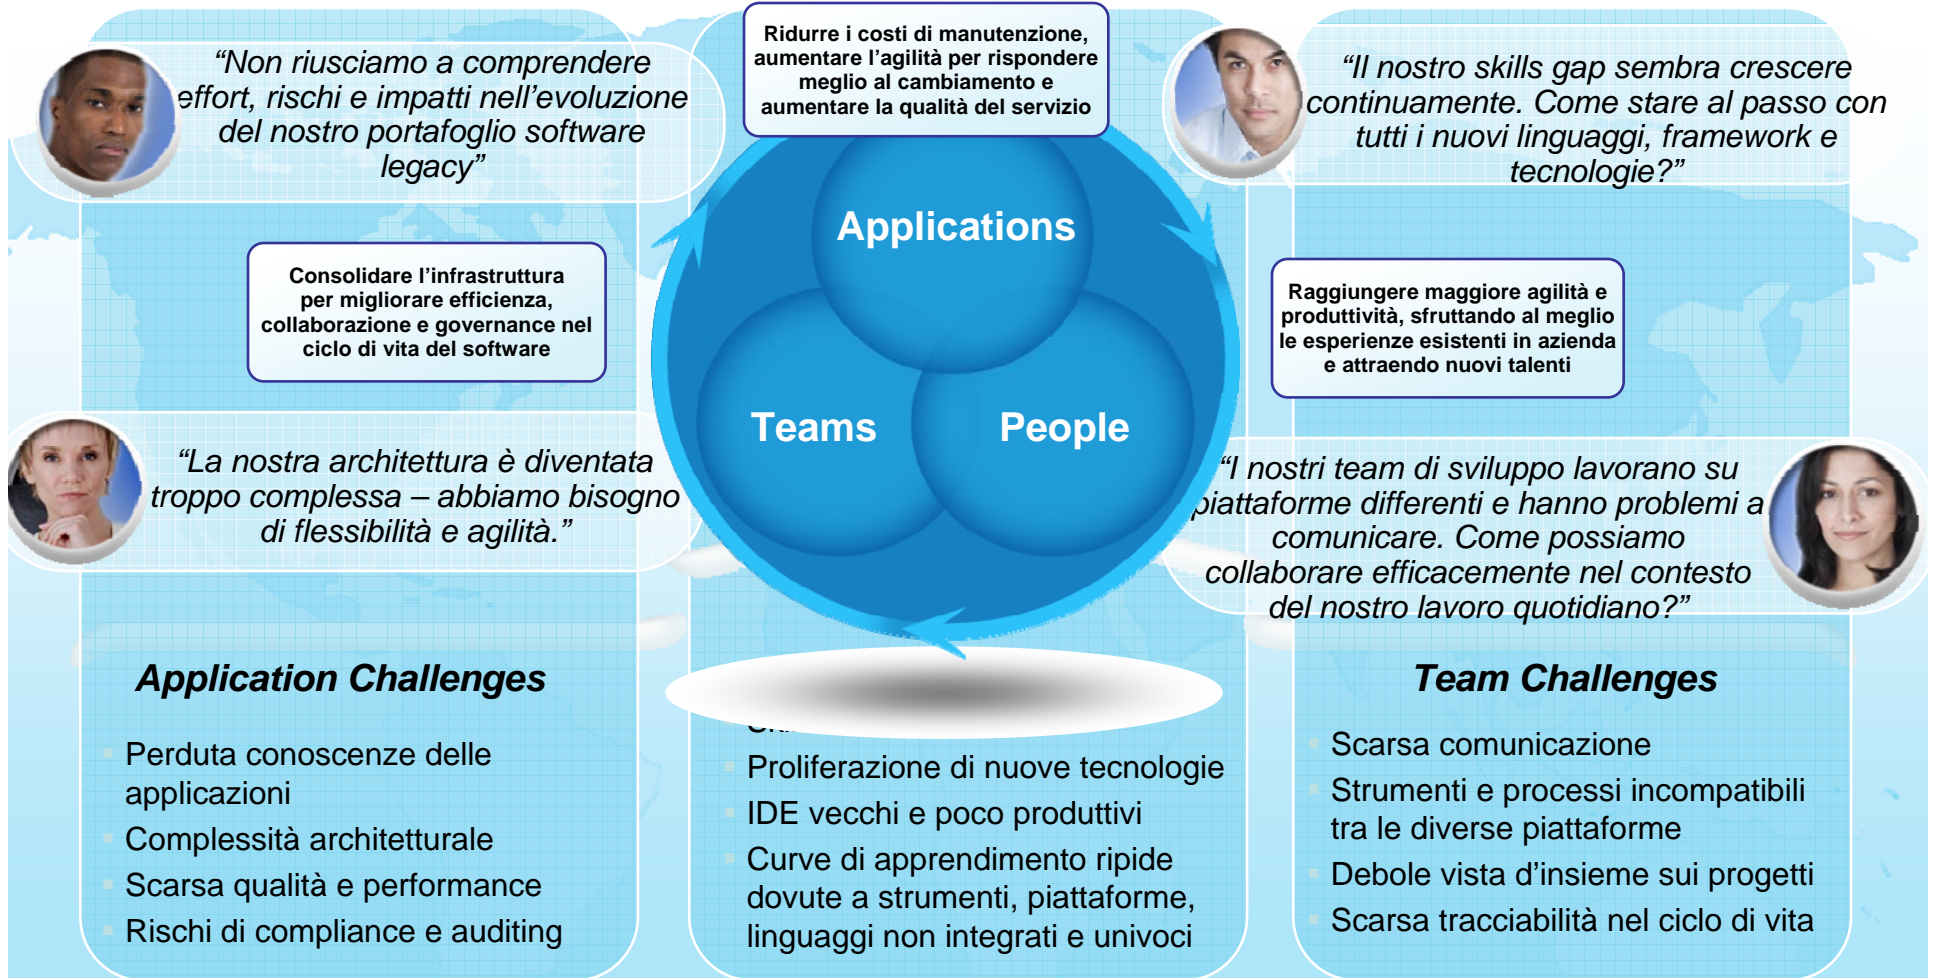 “Non riusciamo a comprendere
effort, rischi e impatti nell’evoluzione
del nostro portafoglio software
legacy”
Ridurre i costi di manutenzione,
aumentare l’agilità per rispondere
meglio al cambiamento e
aumentare la qualità del servizio
“Il nostro skills gap sembra crescere
continuamente. Come stare al passo con
tutti i nuovi linguaggi, framework e
tecnologie?”
Consolidare l’infrastruttura
per migliorare efficienza,
collaborazione e governance nel
ciclo di vita del software
Applications
Teams
People
Raggiungere maggiore agilità e
produttività, sfruttando al meglio
le esperienze esistenti in azienda
e attraendo nuovi talenti
“La nostra architettura è diventata
troppo complessa – abbiamo bisogno
di flessibilità e agilità.”
“I nostri team di sviluppo lavorano su
piattaforme differenti e hanno problemi a
comunicare. Come possiamo
collaborare efficacemente nel contesto
del nostro lavoro quotidiano?”
Application Challenges
Perduta conoscenze delle
applicazioni
Complessità architetturale
Scarsa qualità e performance
Rischi di compliance e auditing
Proliferazione di nuove tecnologie
IDE vecchi e poco produttivi
Curve di apprendimento ripide
dovute a strumenti, piattaforme,
linguaggi non integrati e univoci
Team Challenges
Scarsa comunicazione
Strumenti e processi incompatibili
tra le diverse piattaforme
Debole vista d’insieme sui progetti
Scarsa tracciabilità nel ciclo di vita